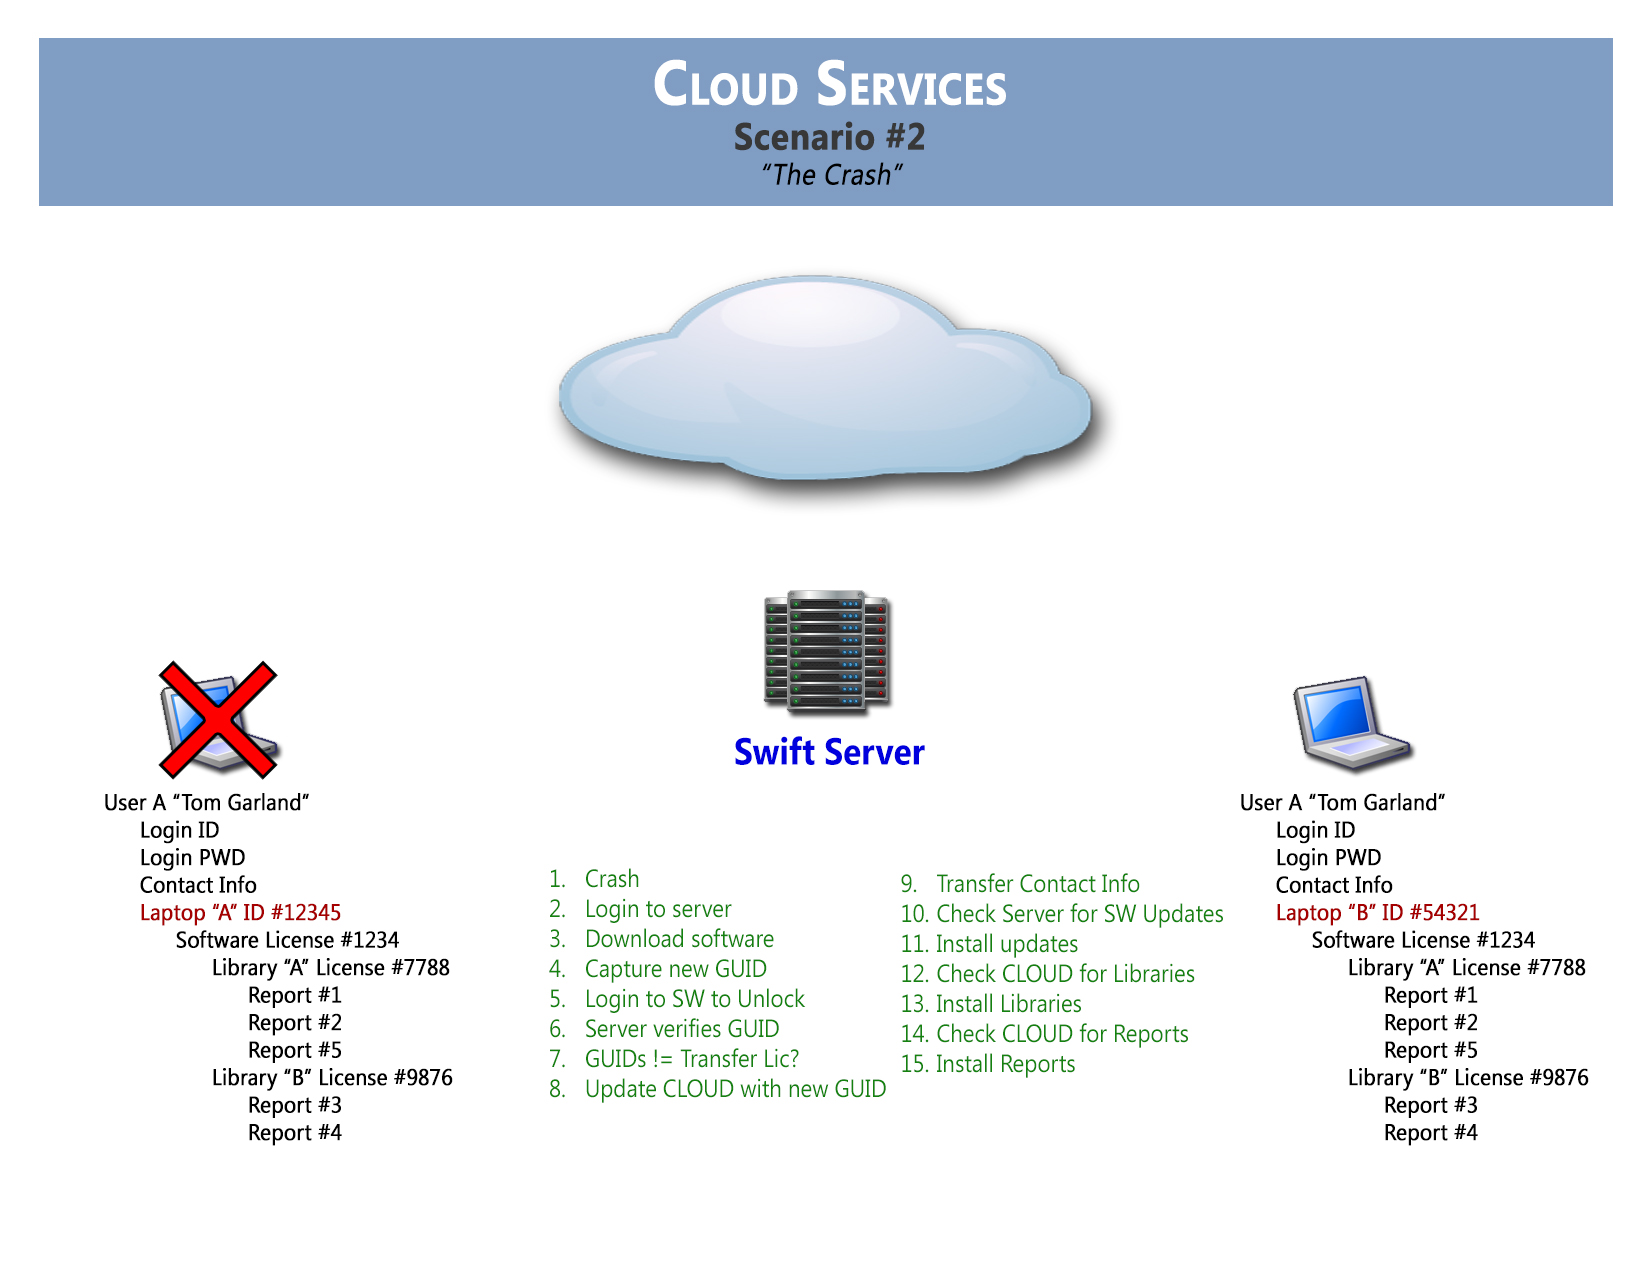 Cloud Services
Scenario #2
“The Crash”
Swift Server
User A “Tom Garland”
Login ID
Login PWD
Contact Info
Laptop “A” ID #12345
Software License #1234
Library “A” License #7788
Report #1
Report #2
Report #5
Library “B” License #9876
Report #3
Report #4
1. Crash
2. Login to server
3. Download software
4. Capture new GUID
5. Login to SW to Unlock
6. Server verifies GUID
7. GUIDs != Transfer Lic?
8. Update CLOUD with new GUID
9. Transfer Contact Info
10. Check Server for SW Updates
11. Install updates
12. Check CLOUD for Libraries
13. Install Libraries
14. Check CLOUD for Reports
15. Install Reports
User A “Tom Garland”
Login ID
Login PWD
Contact Info
Laptop “B” ID #54321
Software License #1234
Library “A” License #7788
Report #1
Report #2
Report #5
Library “B” License #9876
Report #3
Report #4